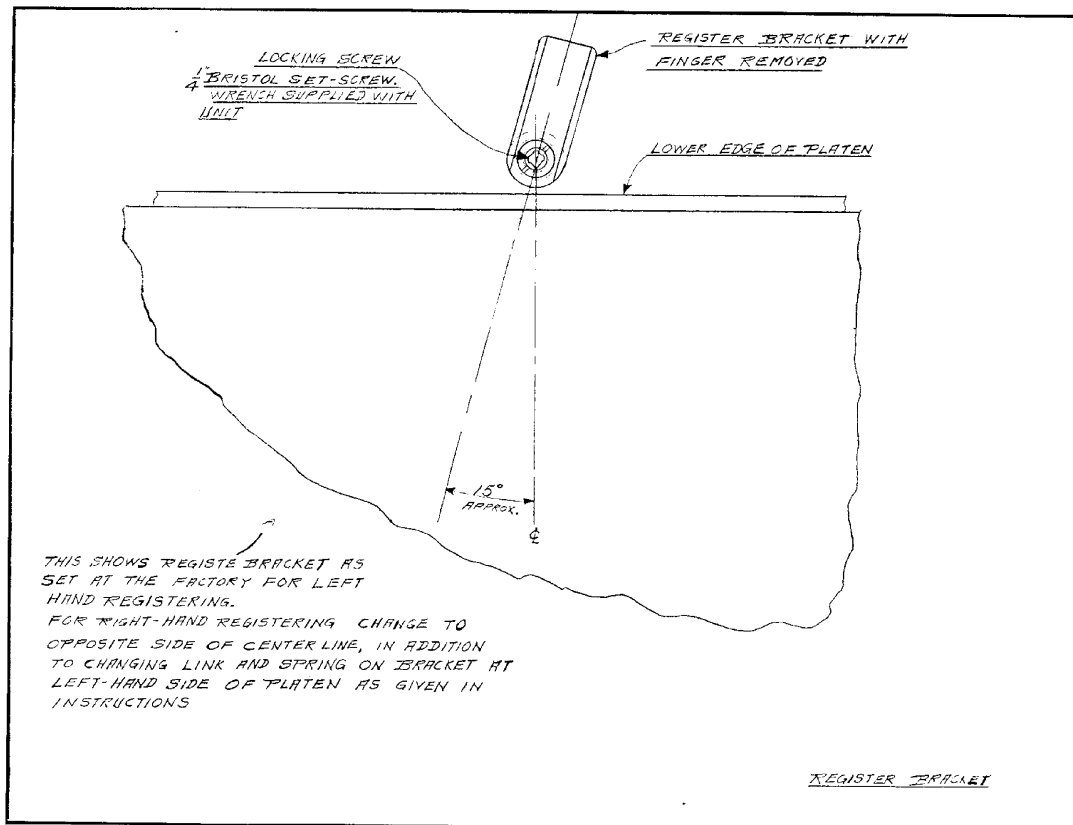 REGISTER BRACKET WITH
FINGER REMOVED
LOCKING SCREW
1/4" BRISTOL SET-SCREW.
WRENCH SUPPLIED WITH
UNIT
LOWER EDGE OF PLATEN
15°
APPROX.
℄
THIS SHOWS REGISTE BRACKET AS
SET AT THE FACTORY FOR LEFT
HAND REGISTERING.
FOR RIGHT-HAND REGISTERING CHANGE TO
OPPOSITE SIDE OF CENTER LINE, IN ADDITION
TO CHANGING LINK AND SPRING ON BRACKET AT
LEFT-HAND SIDE OF PLATEN AS GIVEN IN
INSTRUCTIONS
REGISTER BRACKET